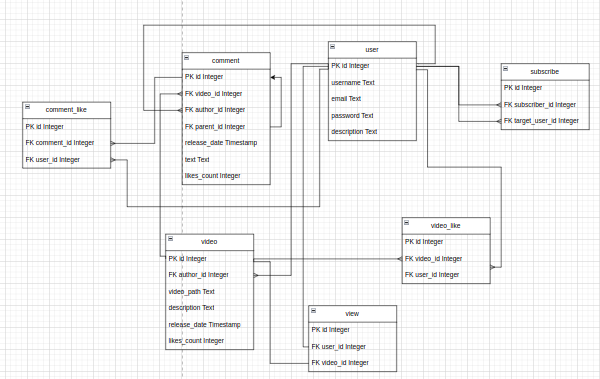 comment
PK id Integer
FK video_id Integer
FK author_id Integer
FK parent_id Integer
release_date Timestamp
text Text
likes_count Integer
user
PK id Integer
username Text
email Text
password Text
description Text
subscribe
PK id Integer
FK subscriber_id Integer
FK target_user_id Integer
comment_like
PK id Integer
FK comment_id Integer
FK user_id Integer
video
PK id Integer
FK author_id Integer
video_path Text
description Text
release_date Timestamp
likes_count Integer
video_like
PK id Integer
FK video_id Integer
FK user_id Integer
view
PK id Integer
FK user_id Integer
FK video_id Integer